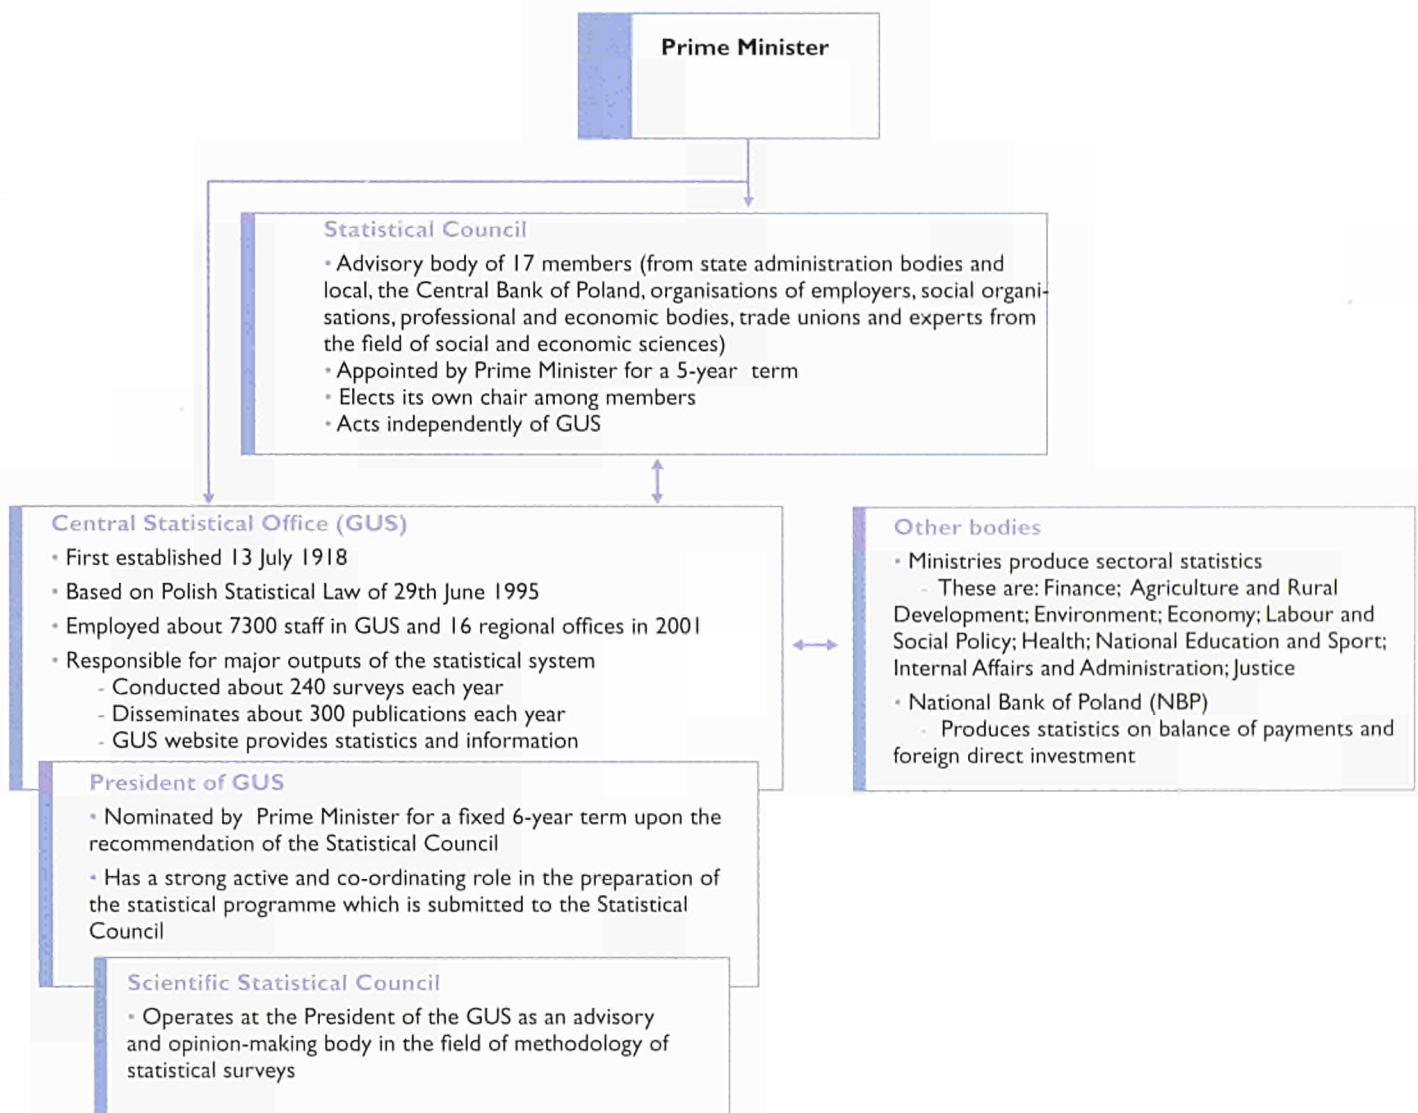 Prime Minister
Statistical Council
• Advisory body of 17 members (from state administration bodies and
local, the Central Bank of Poland, organisations of employers, social organi-
sations, professional and economic bodies, trade unions and experts from
the field of social and economic sciences)
• Appointed by Prime Minister for a 5-year term
• Elects its own chair among members
• Acts independently of GUS
Central Statistical Office (GUS)
• First established 13 July 1918
• Based on Polish Statistical Law of 29th June 1995
• Employed about 7300 staff in GUS and 16 regional offices in 2001
• Responsible for major outputs of the statistical system
- Conducted about 240 surveys each year
- Disseminates about 300 publications each year
- GUS website provides statistics and information
President of GUS
• Nominated by Prime Minister for a fixed 6-year term upon the
recommendation of the Statistical Council
• Has a strong active and co-ordinating role in the preparation of
the statistical programme which is submitted to the Statistical
Council
Scientific Statistical Council
• Operates at the President of the GUS as an advisory
and opinion-making body in the field of methodology of
statistical surveys
Other bodies
• Ministries produce sectoral statistics
- These are: Finance; Agriculture and Rural
Development; Environment; Economy; Labour and
Social Policy; Health; National Education and Sport;
Internal Affairs and Administration; Justice
• National Bank of Poland (NBP)
- Produces statistics on balance of payments and
foreign direct investment